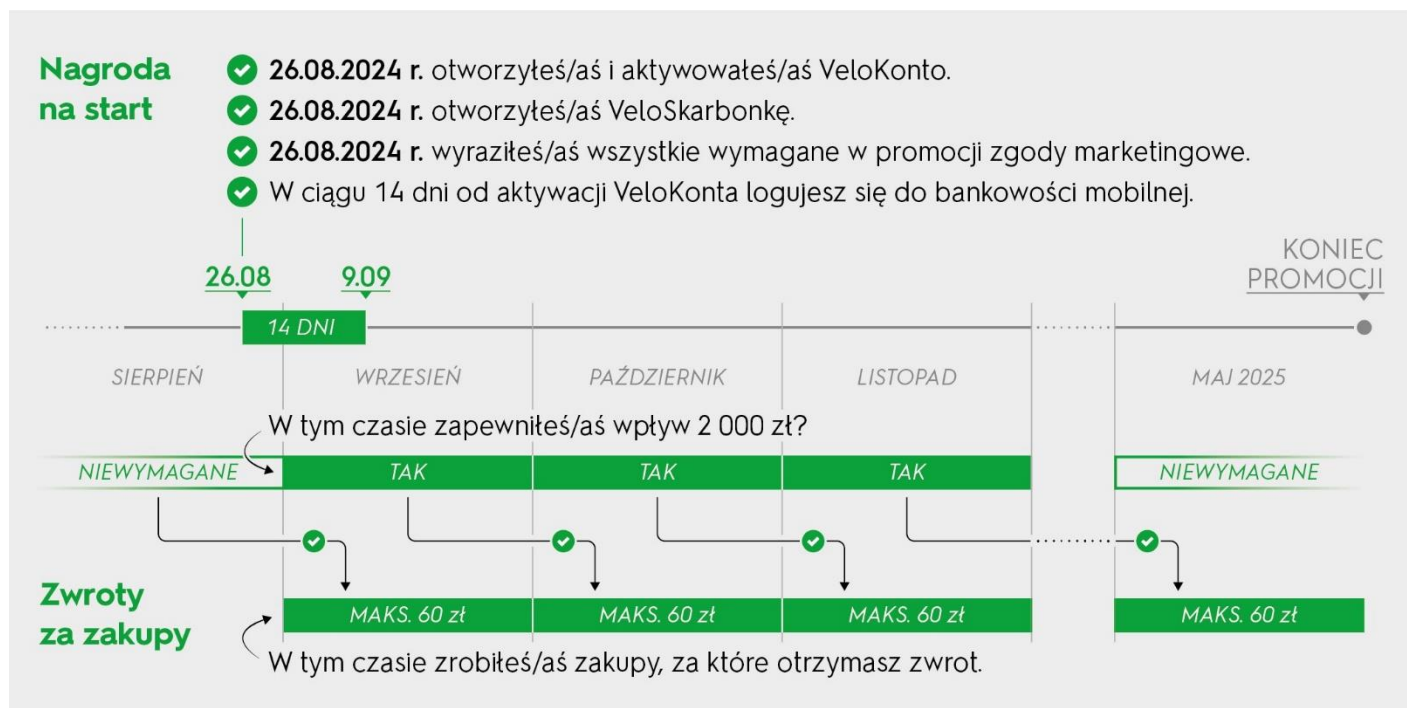 Nagroda
na start
26.08.2024 r. otworzyłeś/aś i aktywowałeś/aś VeloKonto.
26.08.2024 r. otworzyłeś/aś VeloSkarbonkę.
26.08.2024 r. wyraziłeś/aś wszystkie wymagane w promocji zgody marketingowe.
W ciągu 14 dni od aktywacji VeloKonta logujesz się do bankowości mobilnej.
KONIEC
PROMOCJI
26.08 9.09
14 DNI
SIERPIEŃ WRZESIEŃ PAŹDZIERNIK LISTOPAD MAJ 2025
W tym czasie zapewniłeś/aś wpływ 2 000 zł?
NIEWYMAGANE TAK TAK TAK NIEWYMAGANE
Zwroty
za zakupy
MAKS. 60 zł MAKS. 60 zł MAKS. 60 zł MAKS. 60 zł
W tym czasie zrobiłeś/aś zakupy, za które otrzymasz zwrot.